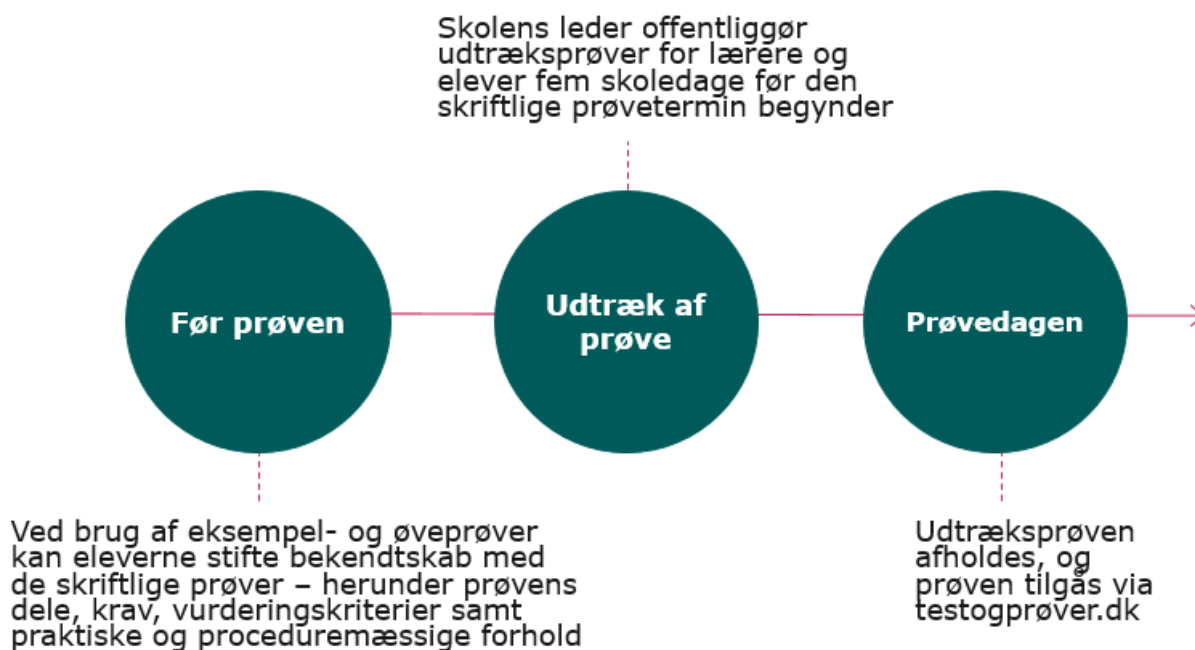 Skolens leder offentliggør
udtræksprøver for lærere og
elever fem skoledage før den
skriftlige prøvetermin begynder
Før prøven
Udtræk af
prøve
Prøvedagen
Ved brug af eksempel- og øveprøver
kan eleverne stifte bekendtskab med
de skriftlige prøver – herunder prøvens
dele, krav, vurderingskriterier samt
praktiske og proceduremæssige forhold
Udtræksprøven
afholdes, og
prøven tilgås via
testogprøver.dk